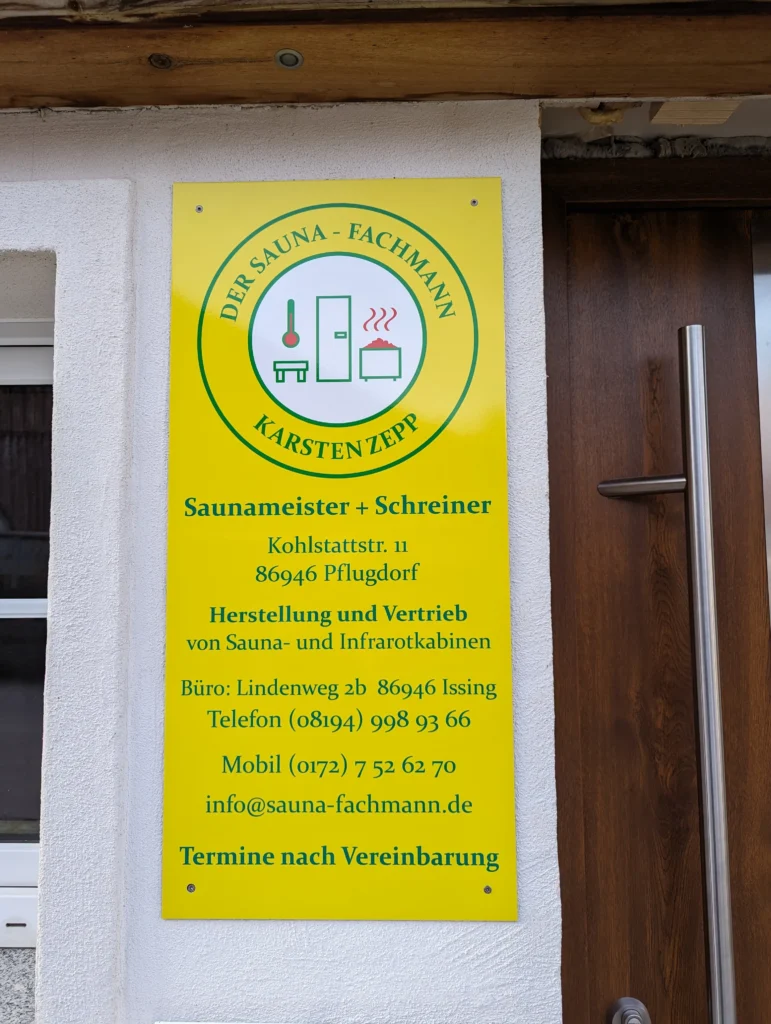 DER SAUNA - FACHMANN
KARSTEN ZEPP
Saunameister + Schreiner
Kohlstattstr. 11
86946 Pflugdorf
Herstellung und Vertrieb
von Sauna- und Infrarotkabinen
Büro: Lindenweg 2b 86946 Issing
Telefon (08194) 998 93 66
Mobil (0172) 7 52 62 70
info@sauna-fachmann.de
Termine nach Vereinbarung